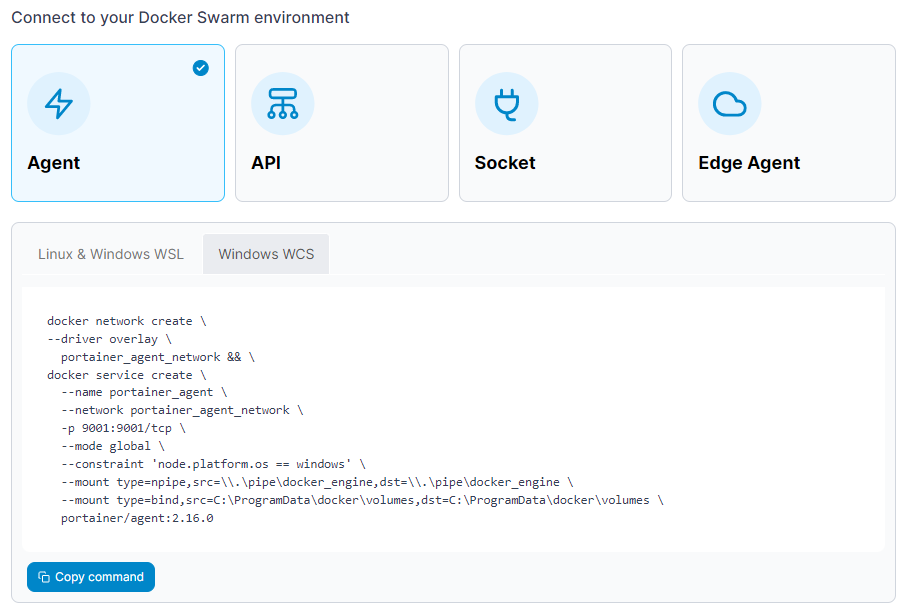 Connect to your Docker Swarm environment
Agent
API
Socket
Edge Agent
Linux & Windows WSL
Windows WCS
docker network create \
--driver overlay \
  portainer_agent_network && \
docker service create \
  --name portainer_agent \
  --network portainer_agent_network \
  -p 9001:9001/tcp \
  --mode global \
  --constraint 'node.platform.os == windows' \
  --mount type=npipe,src=\\.\pipe\docker_engine,dst=\\.\pipe\docker_engine \
  --mount type=bind,src=C:\ProgramData\docker\volumes,dst=C:\ProgramData\docker\volumes \
  portainer/agent:2.16.0
Copy command